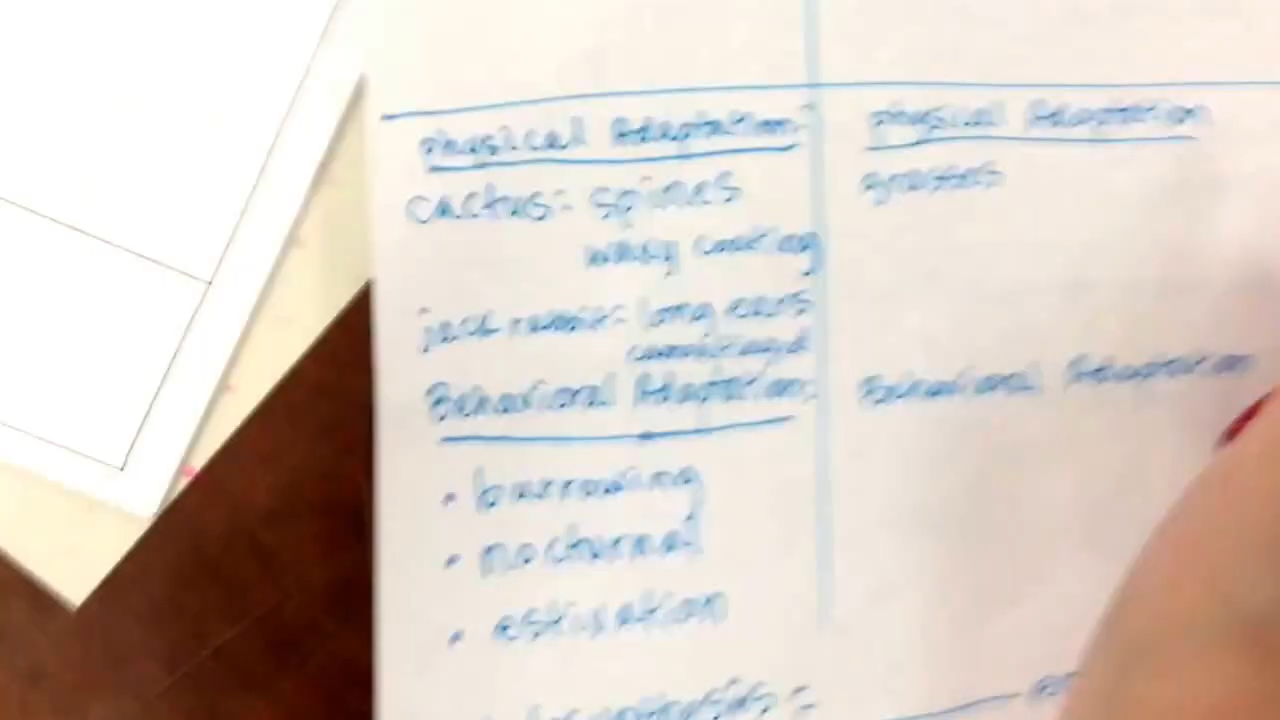 Physical Adaptation:
cactus: spines
waxy coating
jack rabbit: long ears
camouflage
Behavioral Adaptation:
• burrowing
• nocturnal
• estivation
Physical Adaptation
grasses
Behavioral Adaptation